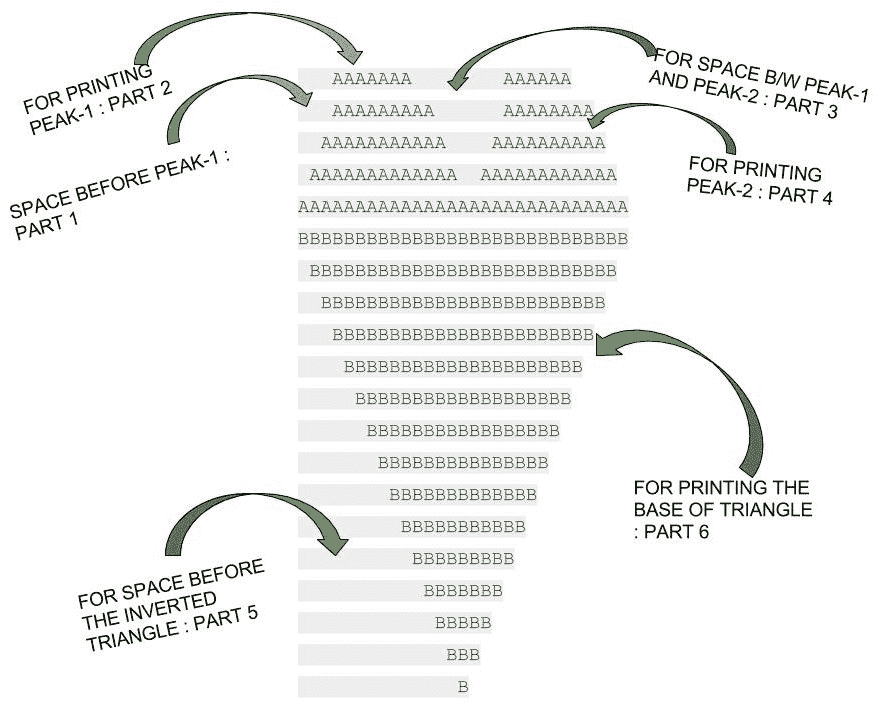 FOR PRINTING
PEAK-1 : PART 2
FOR SPACE B/W PEAK-1
AND PEAK-2 : PART 3
SPACE BEFORE PEAK-1 :
PART 1
FOR PRINTING
PEAK-2 : PART 4
AAAAAAA        AAAAAA
AAAAAAAAA      AAAAAAAA
AAAAAAAAAAA    AAAAAAAAAA
AAAAAAAAAAAAA  AAAAAAAAAAAA
AAAAAAAAAAAAAAAAAAAAAAAAAAAAA
BBBBBBBBBBBBBBBBBBBBBBBBBBBBB
BBBBBBBBBBBBBBBBBBBBBBBBBBB
BBBBBBBBBBBBBBBBBBBBBBBBB
BBBBBBBBBBBBBBBBBBBBBBB
BBBBBBBBBBBBBBBBBBBBB
BBBBBBBBBBBBBBBBBBB
BBBBBBBBBBBBBBBBB
BBBBBBBBBBBBBBB
BBBBBBBBBBBBB
BBBBBBBBBBB
BBBBBBBBB
BBBBBBB
BBBBB
BBB
B
FOR PRINTING THE
BASE OF TRIANGLE
: PART 6
FOR SPACE BEFORE
THE INVERTED
TRIANGLE : PART 5